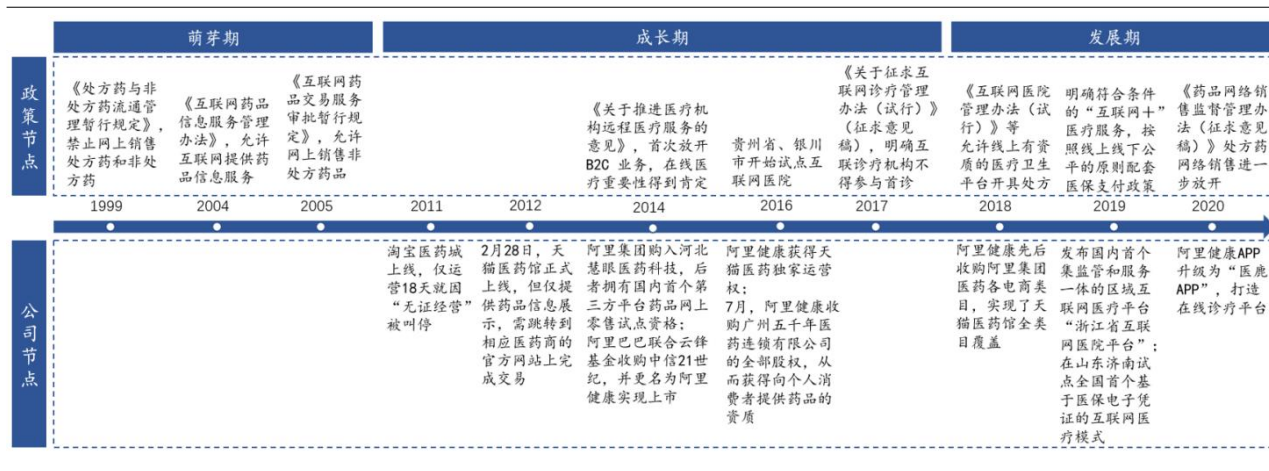 萌芽期
成长期
发展期
政策节点
《处方药与非
处方药流通管
理暂行规定》,
禁止网上销售
处方药和非处
方药
《互联网药品
信息服务管理
办法》，允许
互联网提供药
品信息服务
《互联网药
品交易服务
审批暂行规
定》，允许
网上销售非
处方药品
《关于推进医疗机
构远程医疗服务的
意见》，首次放开
B2C 业务，在线医
疗重要性得到肯定
贵州省、银川
市开始试点互
联网医院
《关于征求互
联网诊疗管理
办法（试行）》
（征求意见
稿），明确互
联诊疗机构不
得参与首诊
《互联网医院
管理办法（试
行）》等
允许线上有资
质的医疗卫生
平台开具处方
明确符合条件
的“互联网十”
医疗服务，按
照线上线下公
平的原则配套
医保支付政策
《药品网络销
售监督管理办
法（征求意见
稿）》处方药
网络销售进一
步放开
1999
2004
2005
2011
2012
2014
2016
2017
2018
2019
2020
公司节点
淘宝医药城
上线，仅运
营18天就因
“无证经营”
被叫停
2月28日，天
猫医药馆正式
上线，但仅提
供药品信息展
示，需跳转到
相应医药商的
官方网站上完
成交易
阿里集团购入河北
慧眼医药科技，后
者拥有国内首个第
三方平台药品网上
零售试点资格；
阿里巴巴联合云锋
基金收购中信21世
纪，并更名为阿里
健康实现上市
阿里健康获得天
猫医药独家运营
权；
7月，阿里健康收
购广州五千年医
药连锁有限公司
的全部股权，从
而获得向个人消
费者提供药品的
资质
阿里健康先后
收购阿里集团
医药各电商类
目，实现了天
猫医药馆全类
目覆盖
发布国内首个
集监管和服务
一体的区域互
联网医疗平台
“浙江省互联
网医院平台”；
在山东济南试
点全国首个基
于医保电子凭
证的互联网医
疗模式
阿里健康APP
升级为“医鹿
APP”，打造
在线诊疗平台